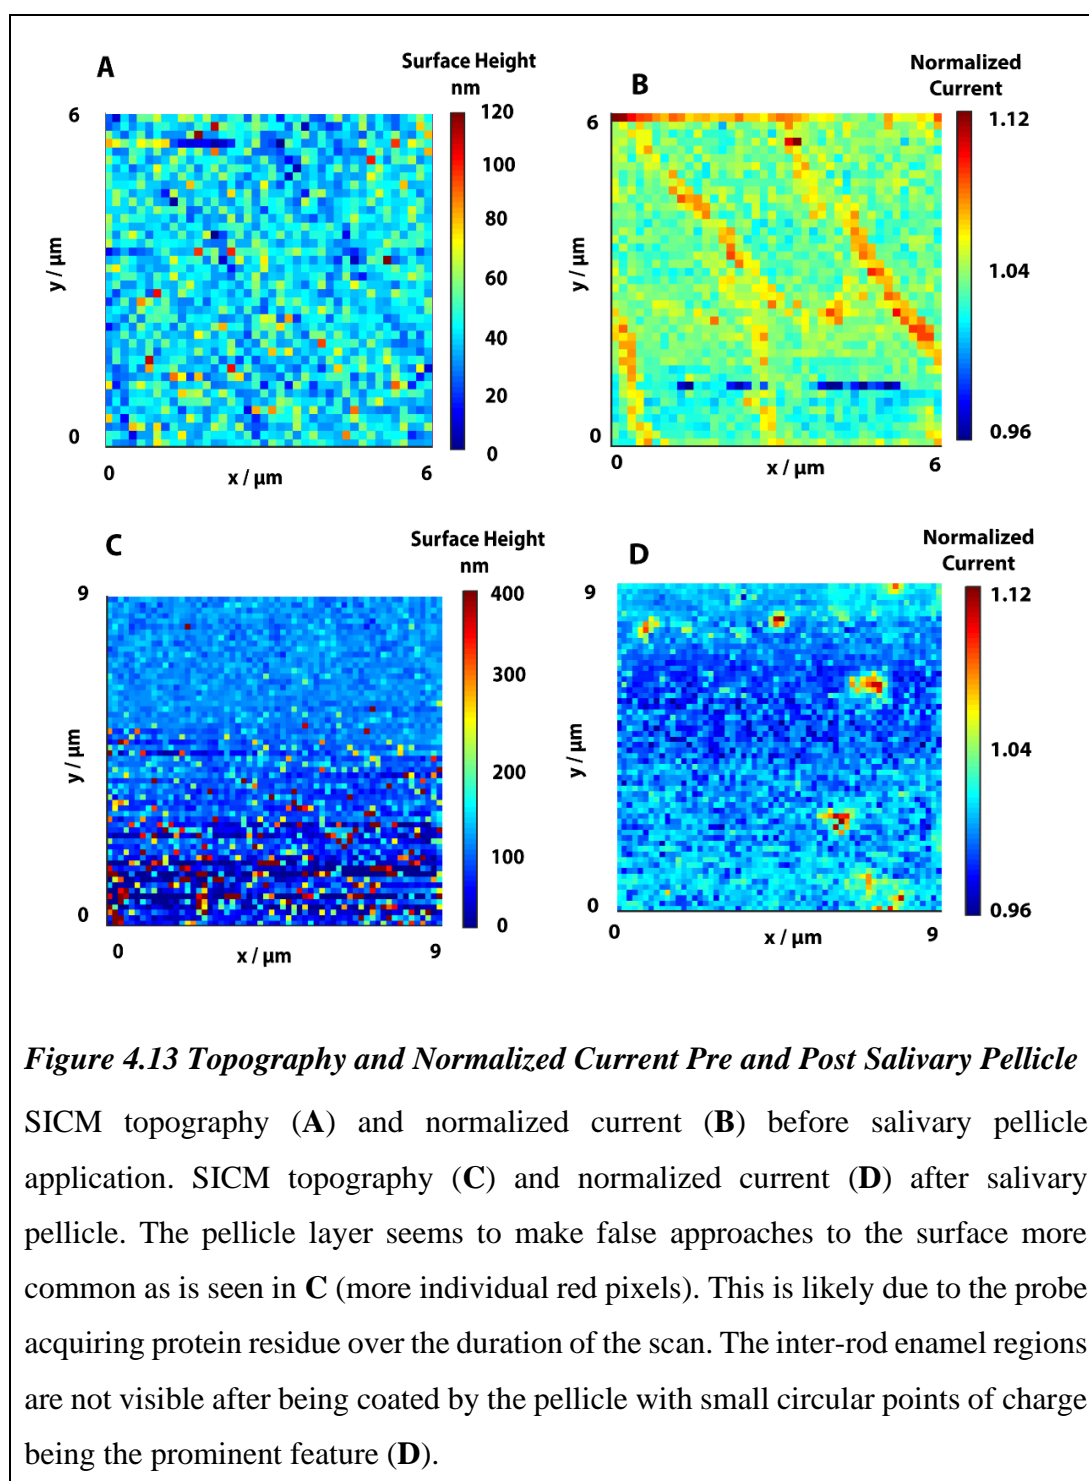 A
Surface Height
nm
6
120
100
80
60
40
20
0
0
y / μm
0
6
x / μm
B
Normalized
Current
6
1.12
1.04
0.96
0
y / μm
0
6
x / μm
C
Surface Height
nm
9
400
300
200
100
0
0
y / μm
0
9
x / μm
D
Normalized
Current
9
1.12
1.04
0.96
0
y / μm
0
9
x / μm
Figure 4.13 Topography and Normalized Current Pre and Post Salivary Pellicle
SICM topography (A) and normalized current (B) before salivary pellicle
application. SICM topography (C) and normalized current (D) after salivary
pellicle. The pellicle layer seems to make false approaches to the surface more
common as is seen in C (more individual red pixels). This is likely due to the probe
acquiring protein residue over the duration of the scan. The inter-rod enamel regions
are not visible after being coated by the pellicle with small circular points of charge
being the prominent feature (D).